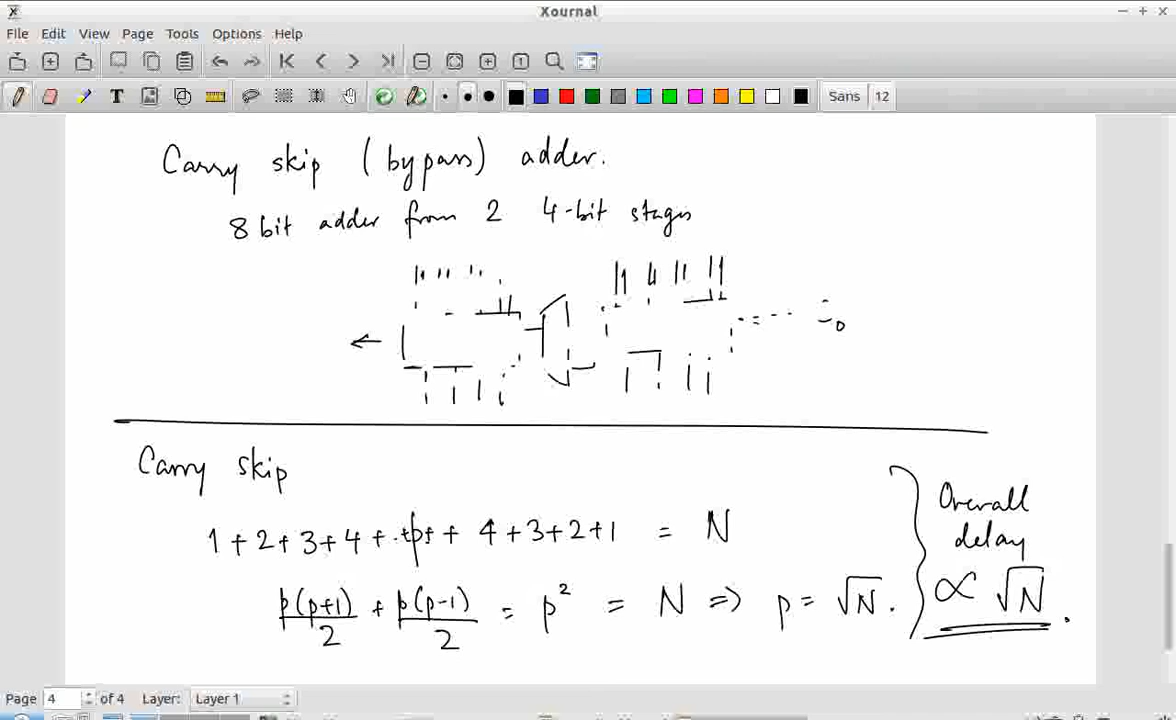 Xournal
File Edit View Page Tools Options Help
Sans 12
Carry skip (bypass) adder.
8 bit adder from 2 4-bit stages
0
Carry skip
1 + 2 + 3 + 4 + ... + p + ... + 4 + 3 + 2 + 1 = N
p(p+1)/2 + p(p-1)/2 = p² = N ⇒ p = √N.
Overall
delay
∝ √N.
Page 4 of 4 Layer: Layer 1